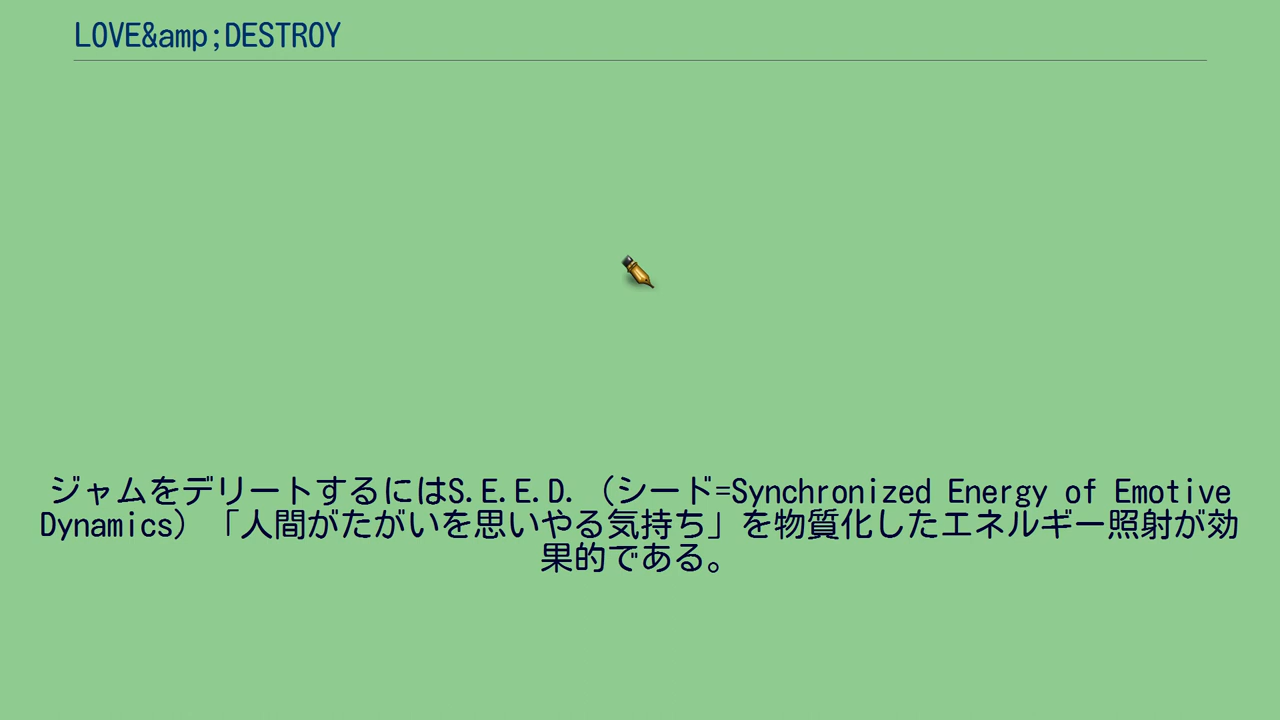 LOVE&amp;DESTROY
ジャムをデリートするにはS.E.E.D.（シード=Synchronized Energy of Emotive
Dynamics）「人間がたがいを思いやる気持ち」を物質化したエネルギー照射が効
果的である。